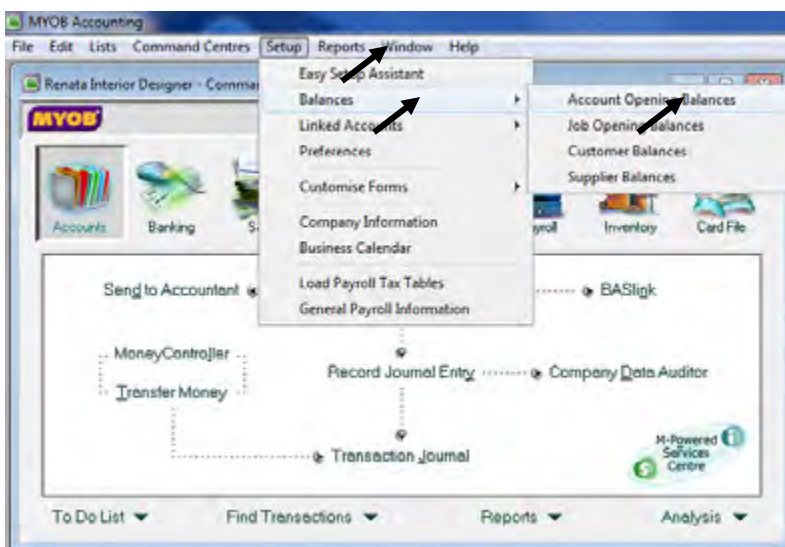 MYOB Accounting
File Edit Lists Command Centres Setup Reports Window Help
Renata Interior Designer - Comma
MYOB
Easy Setup Assistant
Balances
Linked Accounts
Preferences
Customise Forms
Company Information
Business Calendar
Load Payroll Tax Tables
General Payroll Information
Account Opening Balances
Job Opening Balances
Customer Balances
Supplier Balances
Accounts Banking S yroll Inventory Card File
Send to Accountant BASlink
MoneyController
Record Journal Entry Company Data Auditor
Transfer Money
Transaction Journal
M-Powered
Services
Centre
To Do List Find Transactions Reports Analysis